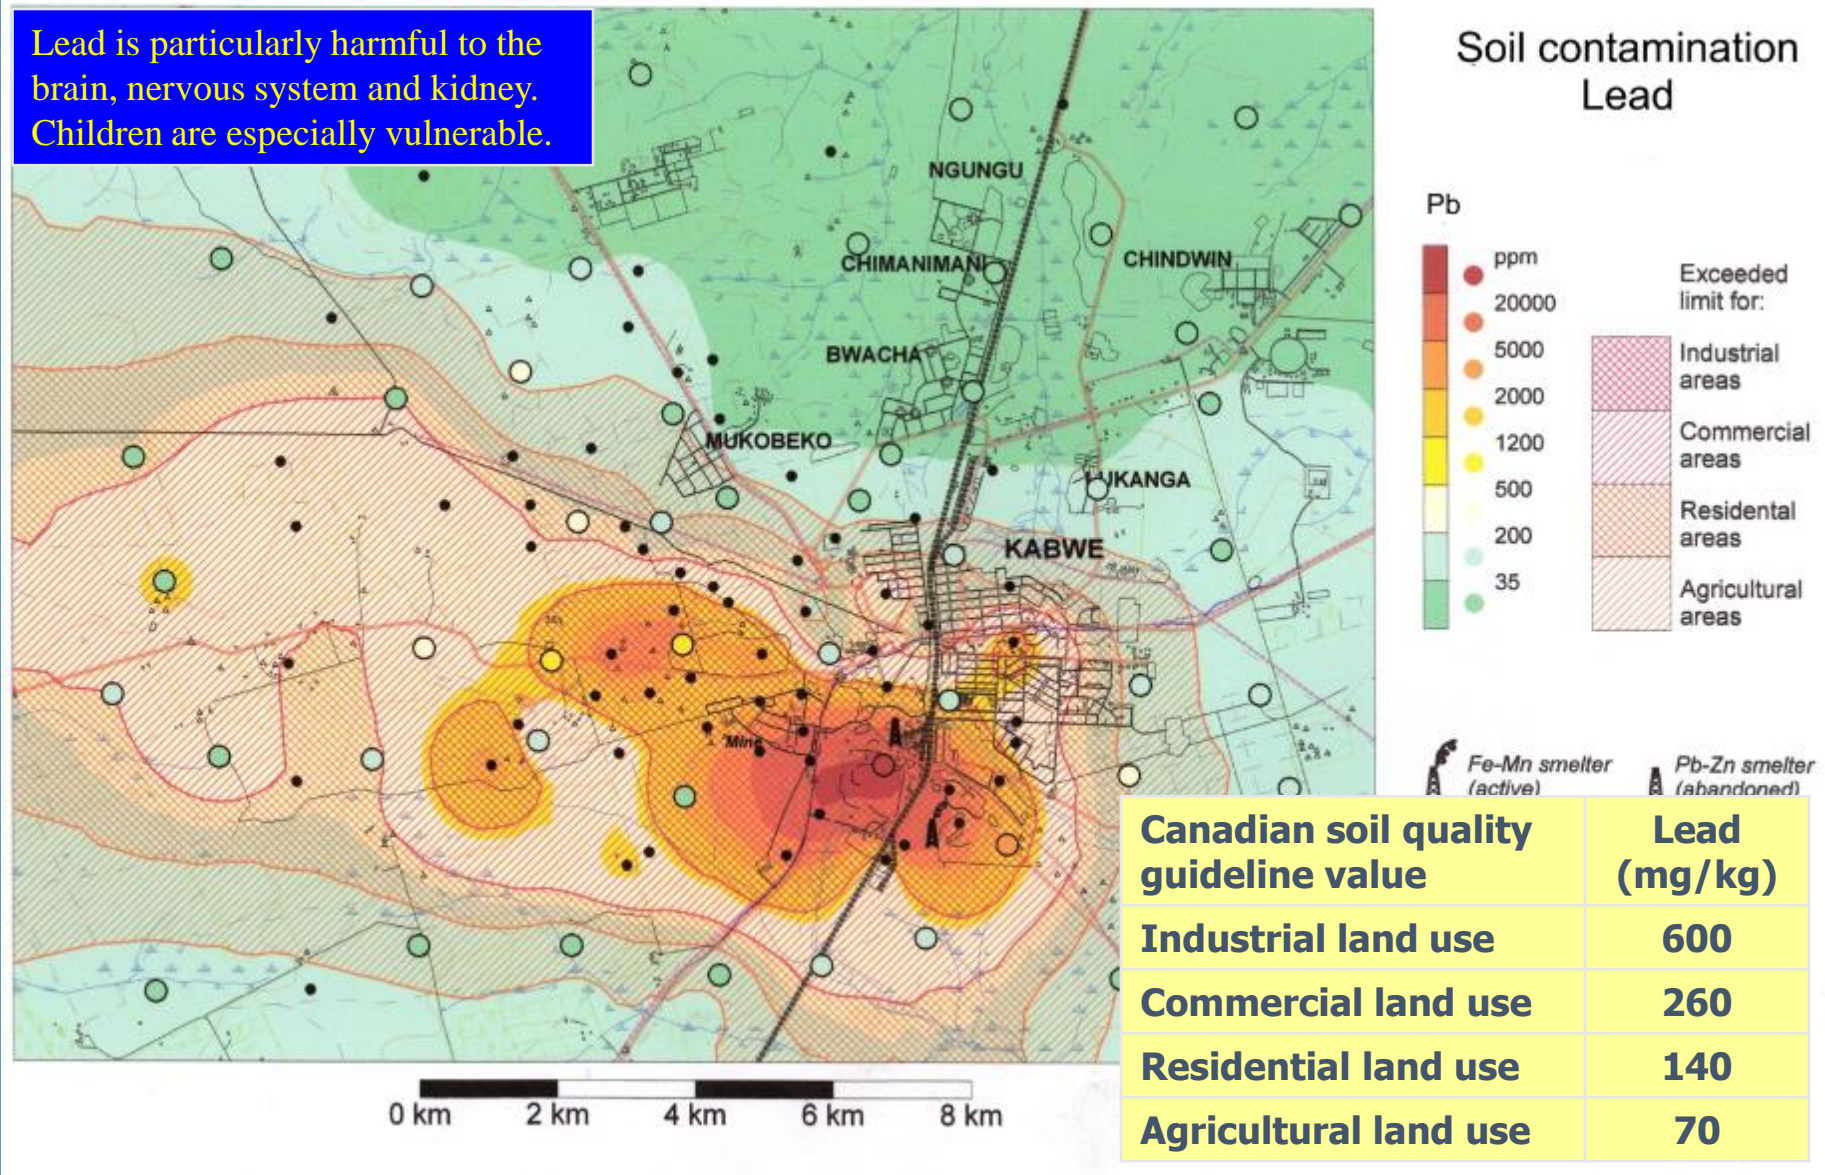 Lead is particularly harmful to the
brain, nervous system and kidney.
Children are especially vulnerable.
Soil contamination
Lead
NGUNGU
CHIMANIMANI
CHINDWIN
BWACHA
MUKOBEKO
LUKANGA
KABWE
Mine
Pb
ppm
20000
5000
2000
1200
500
200
35
Exceeded
limit for:
Industrial
areas
Commercial
areas
Residental
areas
Agricultural
areas
Fe-Mn smelter
(active)
Pb-Zn smelter
(abandoned)
Canadian soil quality
guideline value
Lead
(mg/kg)
Industrial land use
600
Commercial land use
260
Residential land use
140
Agricultural land use
70
0 km
2 km
4 km
6 km
8 km